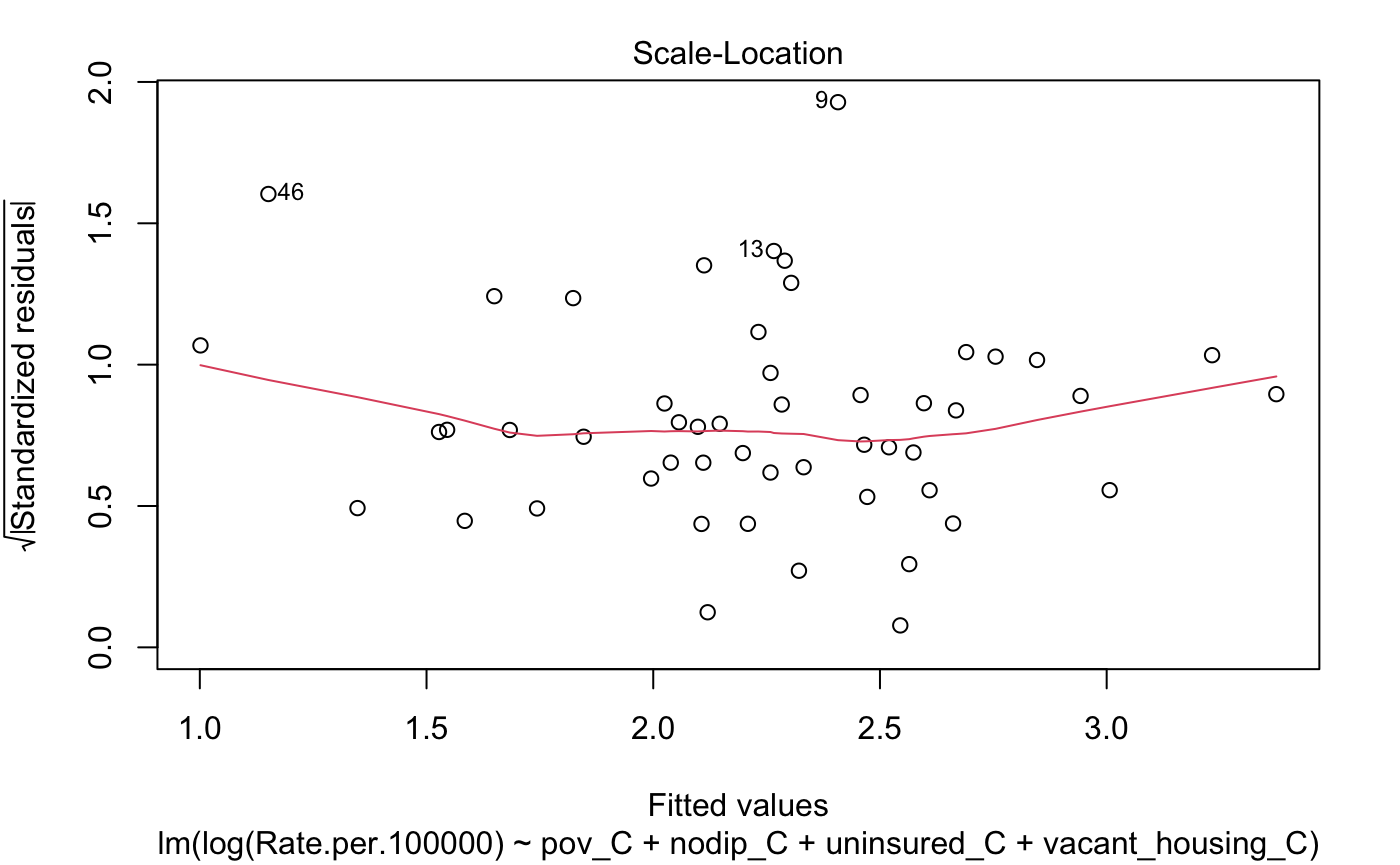 Scale-Location
√|Standardized residuals|
2.0
1.5
1.0
0.5
0.0
9
46
13
1.0 1.5 2.0 2.5 3.0
Fitted values
lm(log(Rate.per.100000) ~ pov_C + nodip_C + uninsured_C + vacant_housing_C)